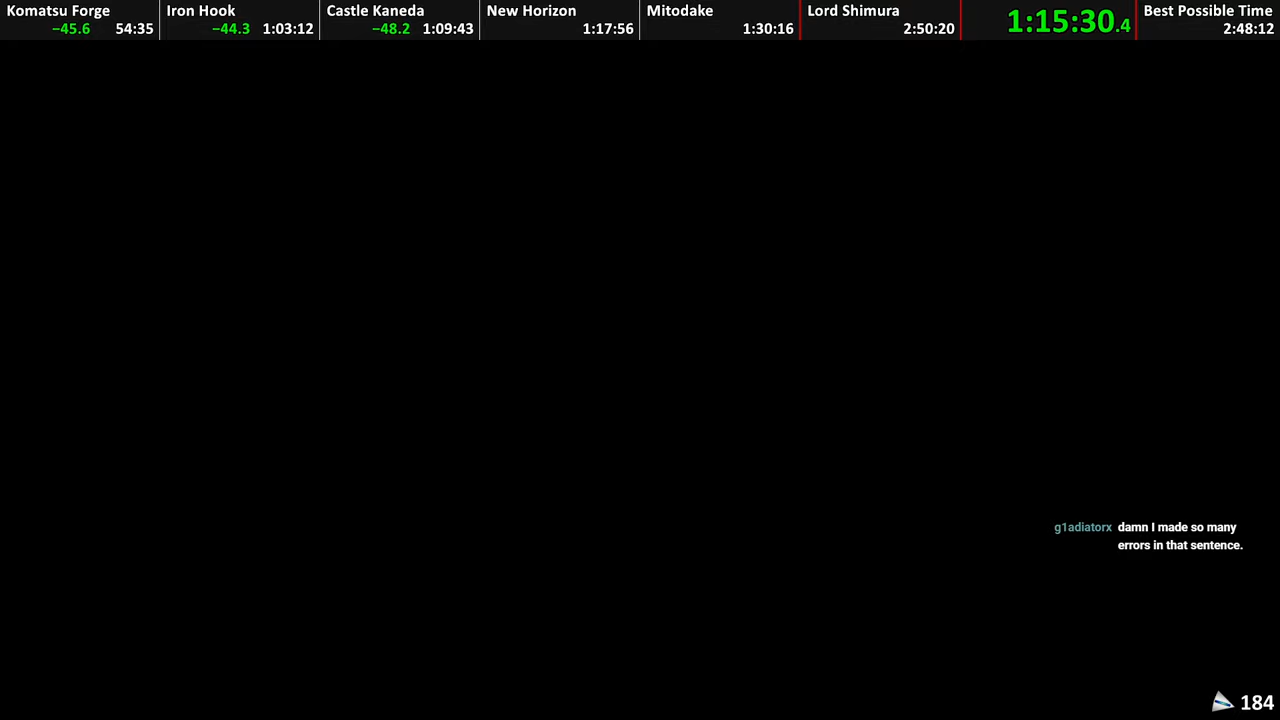 Komatsu Forge
−45.6 54:35
Iron Hook
−44.3 1:03:12
Castle Kaneda
−48.2 1:09:43
New Horizon
1:17:56
Mitodake
1:30:16
Lord Shimura
2:50:20
1:15:30.4
Best Possible Time
2:48:12
g1adiatorx damn I made so many
errors in that sentence.
184